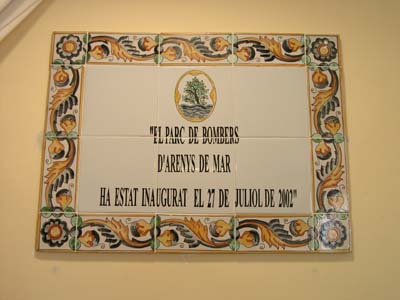 "EL PARC DE BOMBERS
D'ARENYS DE MAR
HA ESTAT INAUGURAT EL 27 DE JULIOL DE 2002"